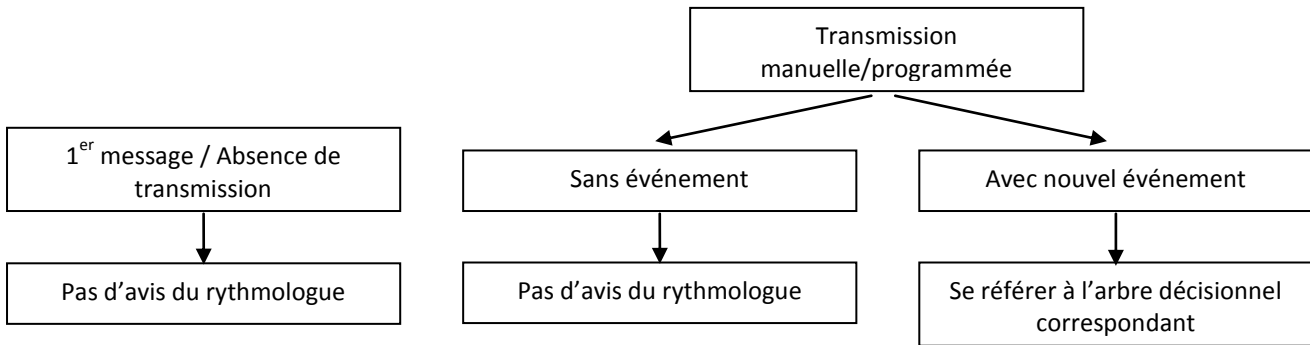 Transmission
manuelle/programmée
1er message / Absence de
transmission
Sans événement
Avec nouvel événement
Pas d'avis du rythmologue
Pas d'avis du rythmologue
Se référer à l’arbre décisionnel
correspondant